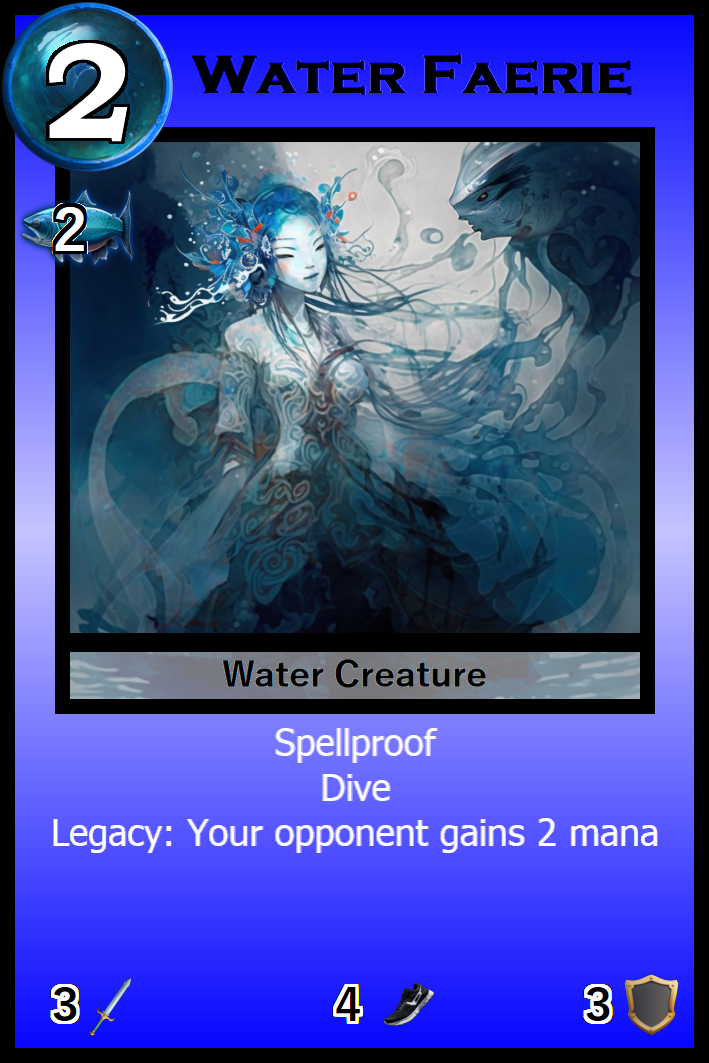 2
Water Faerie
2
Water Creature
Spellproof
Dive
Legacy: Your opponent gains 2 mana
3 4 3